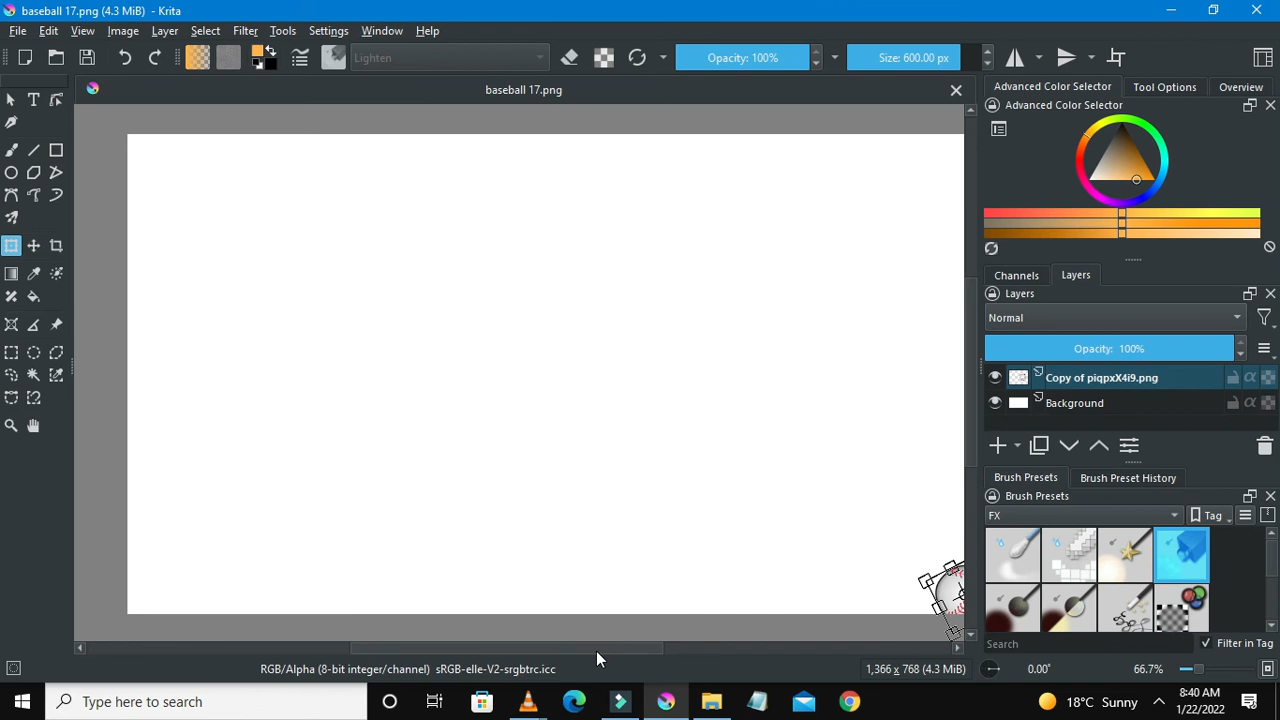 baseball 17.png (4.3 MiB) - Krita
File Edit View Image Layer Select Filter Tools Settings Window Help
Lighten Opacity: 100% Size: 600.00 px
baseball 17.png
Advanced Color Selector Tool Options Overview
Advanced Color Selector
Channels Layers
Layers
Normal
Opacity: 100%
Copy of piqpxX4i9.png
Background
Brush Presets Brush Preset History
Brush Presets
FX Tag
Search Filter in Tag
RGB/Alpha (8-bit integer/channel) sRGB-elle-V2-srgbtrc.icc 1,366 x 768 (4.3 MiB) 0.00° 66.7%
Type here to search
18°C Sunny
8:40 AM
1/22/2022